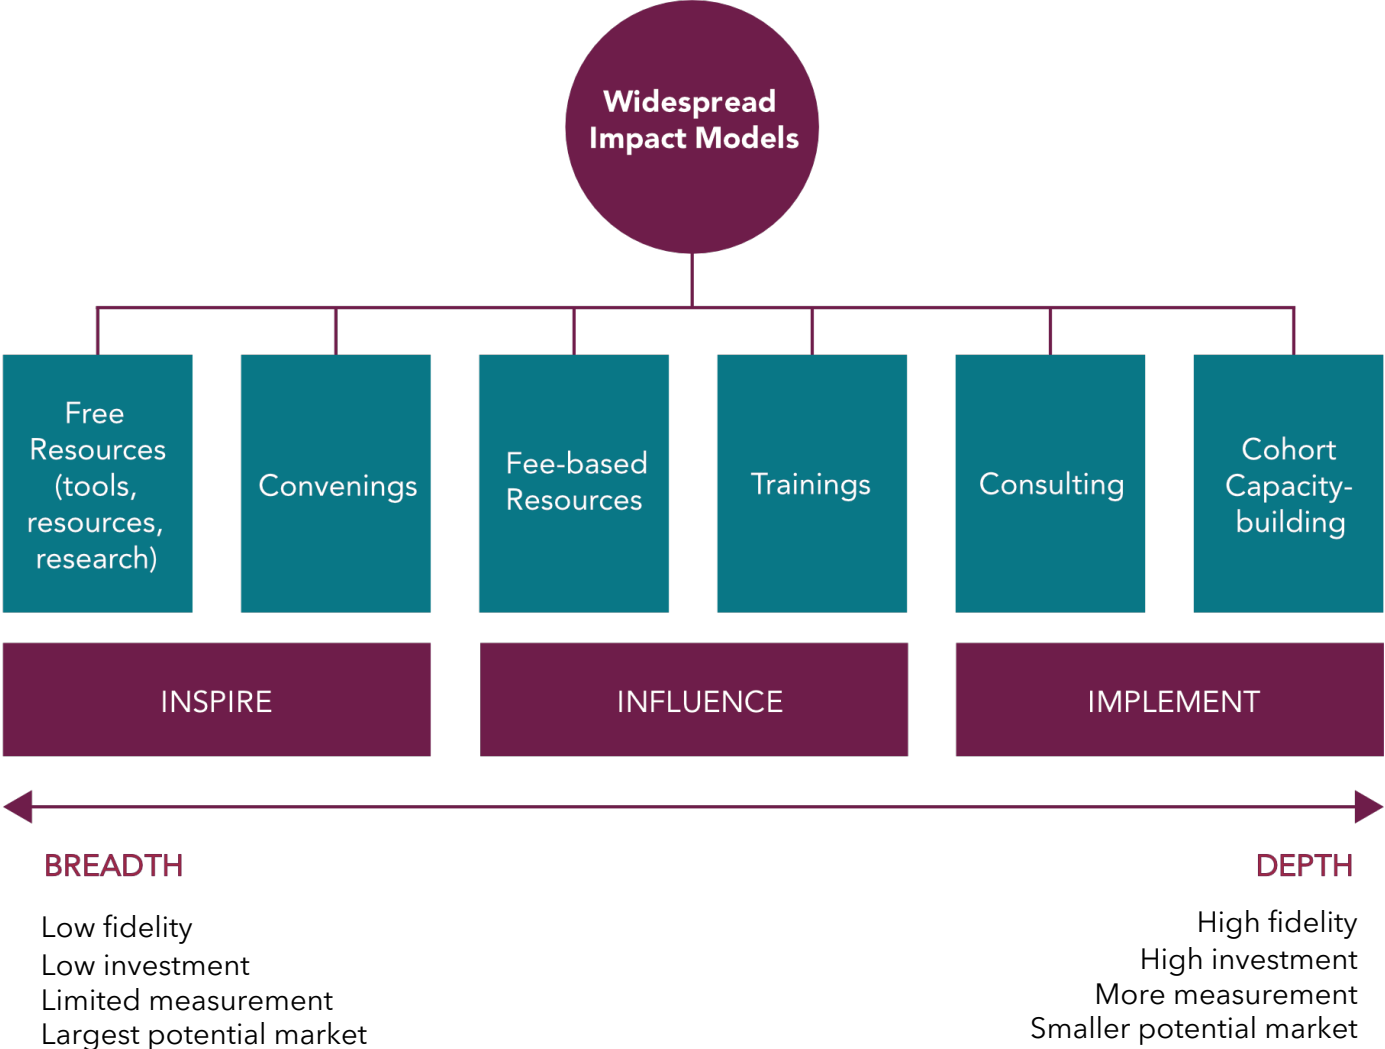 Widespread
Impact Models
Free
Resources
(tools,
resources,
research)
Convenings
Fee-based
Resources
Trainings
Consulting
Cohort
Capacity-
building
INSPIRE
INFLUENCE
IMPLEMENT
BREADTH
Low fidelity
Low investment
Limited measurement
Largest potential market
DEPTH
High fidelity
High investment
More measurement
Smaller potential market